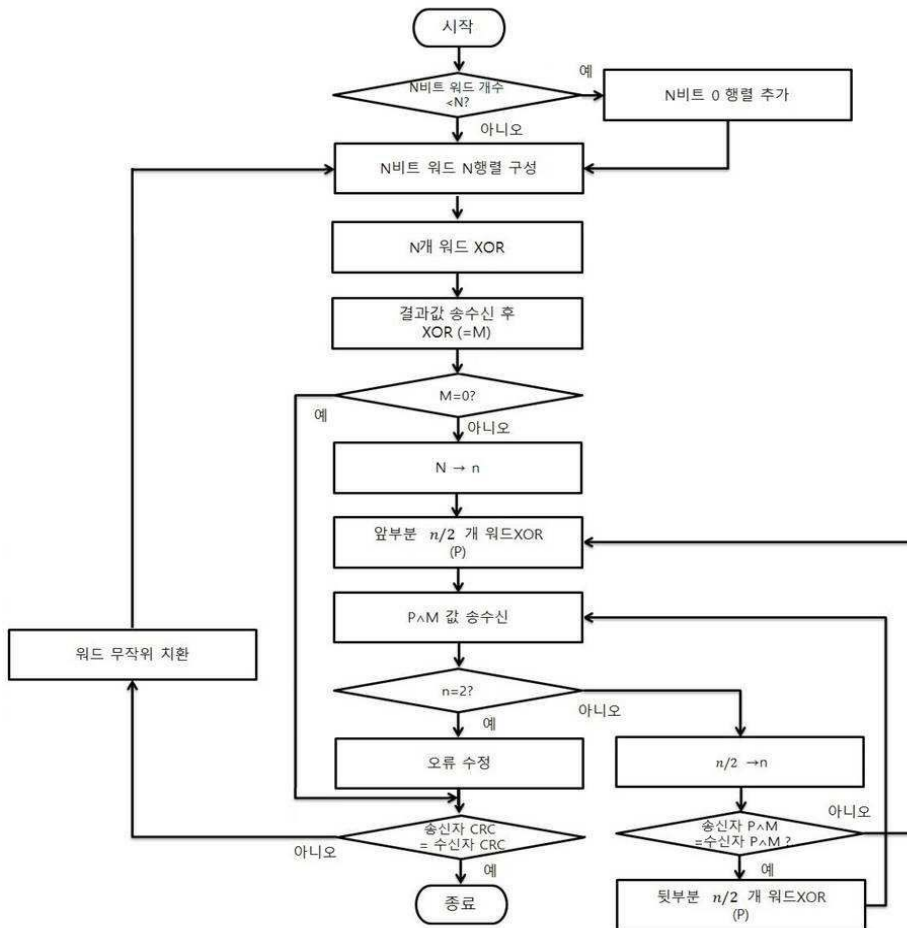 시작
N비트 워드 개수
<N?
예
N비트 0 행렬 추가
아니오
N비트 워드 N행렬 구성
N개 워드 XOR
결과값 송수신 후
XOR (=M)
M=0?
예
아니오
N → n
앞부분 n/2 개 워드XOR
(P)
P∧M 값 송수신
워드 무작위 치환
n=2?
아니오
예
오류 수정
n/2 →n
송신자 CRC
= 수신자 CRC
아니오
예
송신자 P∧M
=수신자 P∧M ?
아니오
예
종료
뒷부분 n/2 개 워드XOR
(P)